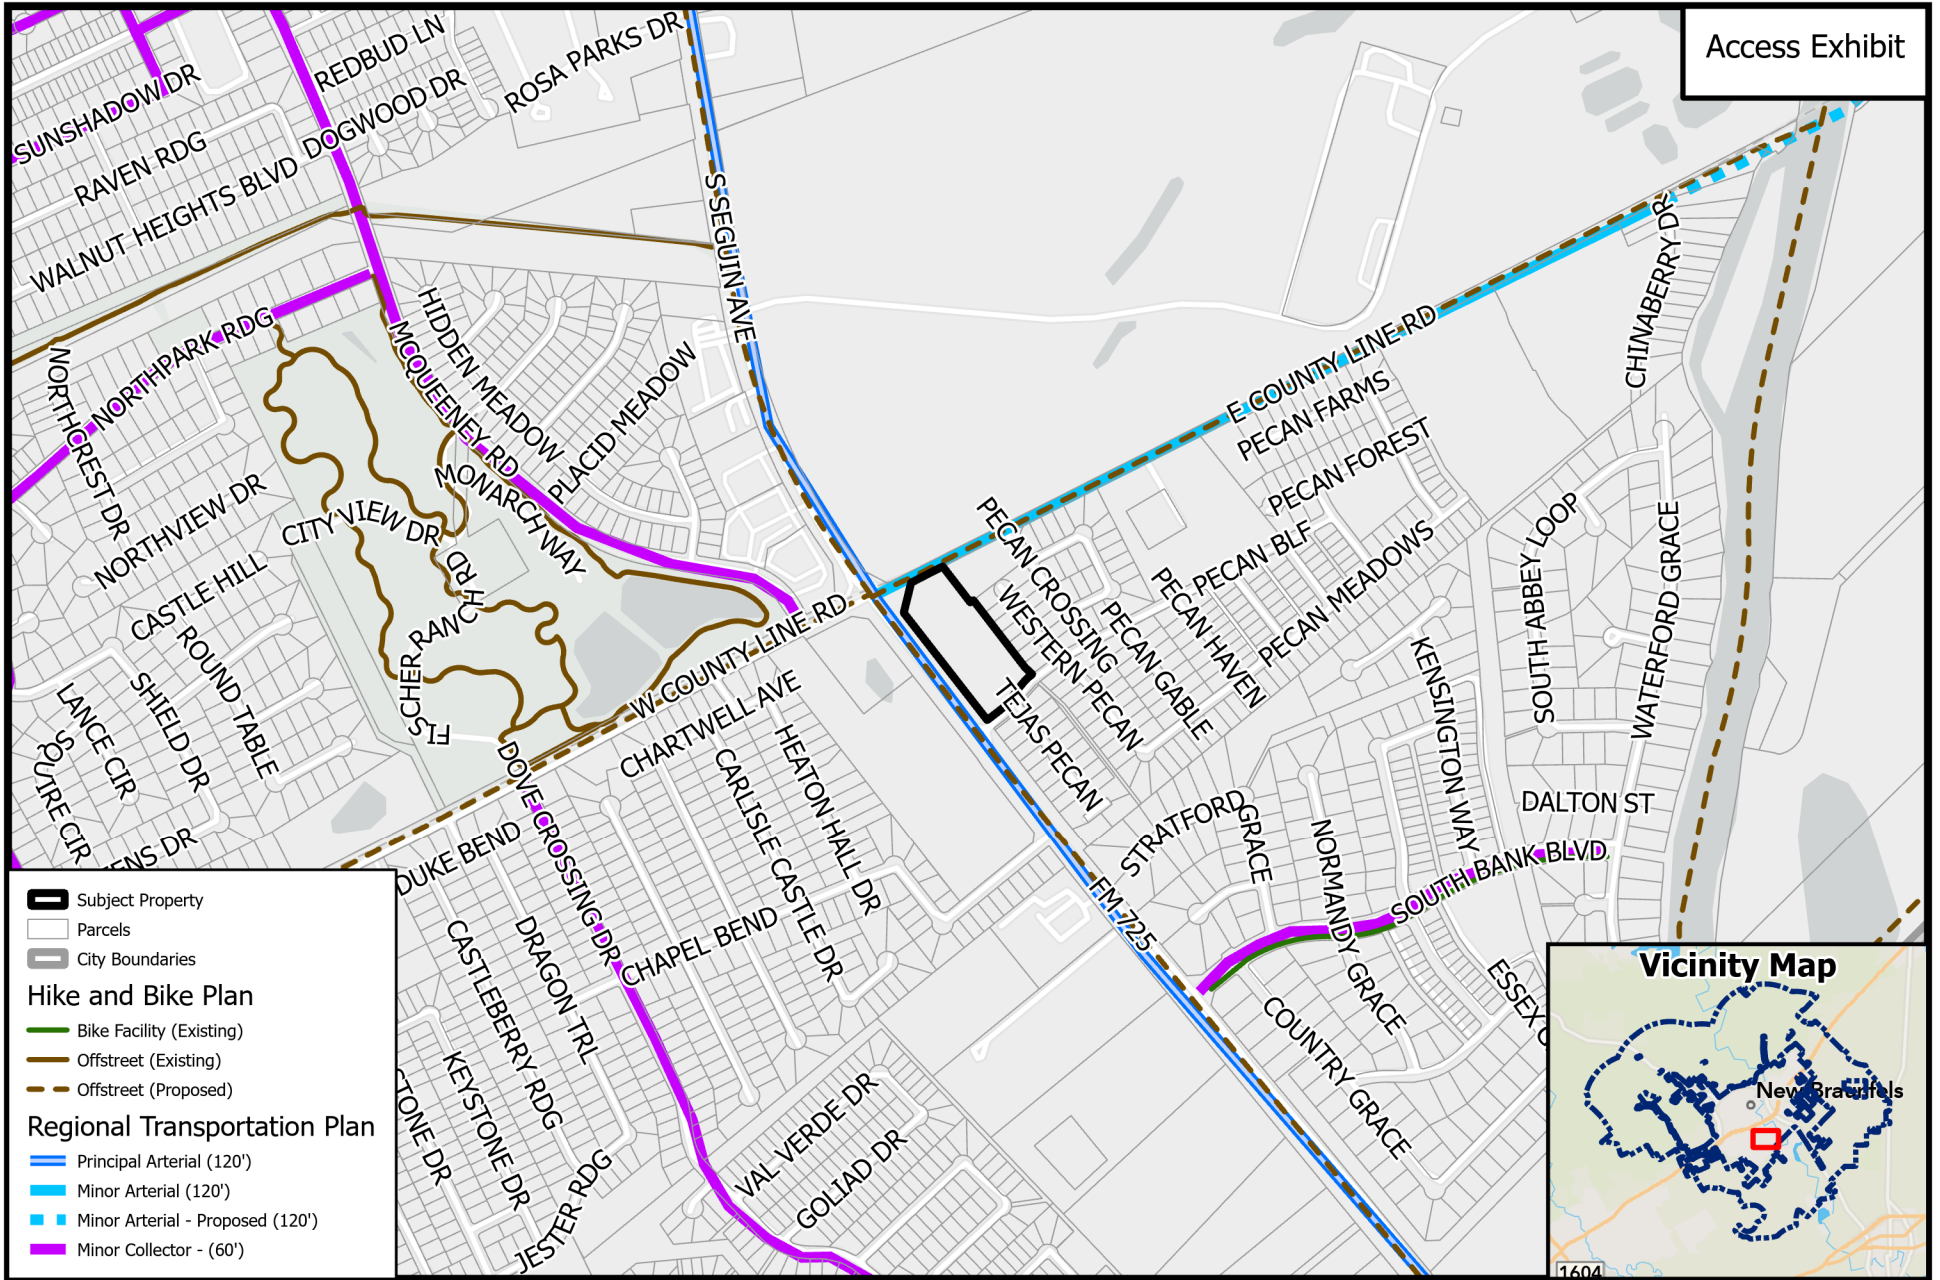 Access Exhibit
REDBUD LN
ROSA PARKS DR
SUNSHADOW DR
DOGWOOD DR
RAVEN RDG
WALNUT HEIGHTS BLVD
S SEGUIN AVE
CHINABERRY DR
NORTHPARK RDG
HIDDEN MEADOW
MCQUEENEY RD
PLACID MEADOW
E COUNTY LINE RD
NORTHCREST DR
PECAN FARMS
PECAN FOREST
MONARCHWAY
NORTHVIEW DR
CITY VIEW DR
PECAN CROSSING
PECAN BLF
PECAN MEADOWS
SOUTH ABBEY LOOP
WATERFORD GRACE
CASTLE HILL
FISCHER RANCH RD
WESTERN PECAN
PECAN GABLE
PECAN HAVEN
ROUND TABLE
W COUNTY LINE RD
KENSINGTON WAY
SHIELD DR
LANCE CIR
SQUIRE CIR
TEJAS PECAN
CHARTWELL AVE
HEATON HALL DR
CARLISLE CASTLE DR
DOVE CROSSING DR
DALTON ST
STRATFORD GRACE
NORMANDY GRACE
SOUTH BANK BLVD
ENS DR
DUKE BEND
FM 725
CHAPEL BEND
CASTLEBERRY RDG
DRAGON TRL
COUNTRY GRACE
ESSEX
KEYSTONE DR
STONE DR
VAL VERDE DR
GOLIAD DR
JESTER RDG
Subject Property
Parcels
City Boundaries
Hike and Bike Plan
Bike Facility (Existing)
Offstreet (Existing)
Offstreet (Proposed)
Regional Transportation Plan
Principal Arterial (120')
Minor Arterial (120')
Minor Arterial - Proposed (120')
Minor Collector - (60')
Vicinity Map
New Braunfels
1604